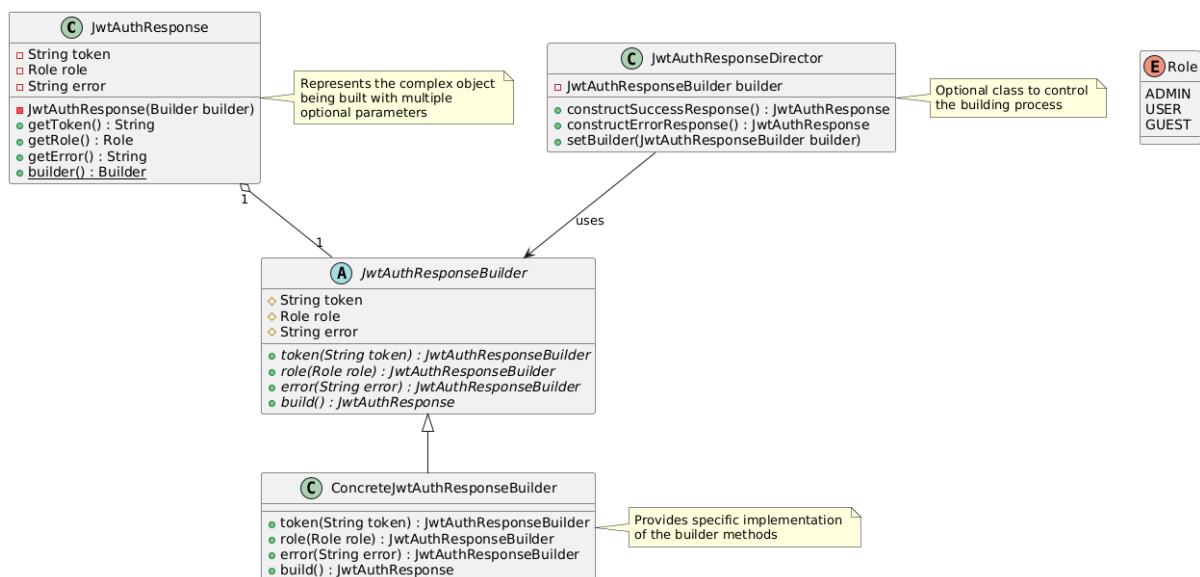 C JwtAuthResponse
String token
Role role
String error
JwtAuthResponse(Builder builder)
getToken() : String
getRole() : Role
getError() : String
builder() : Builder
Represents the complex object
being built with multiple
optional parameters
C JwtAuthResponseDirector
JwtAuthResponseBuilder builder
constructSuccessResponse() : JwtAuthResponse
constructErrorResponse() : JwtAuthResponse
setBuilder(JwtAuthResponseBuilder builder)
Optional class to control
the building process
E Role
ADMIN
USER
GUEST
1
1
uses
A JwtAuthResponseBuilder
String token
Role role
String error
token(String token) : JwtAuthResponseBuilder
role(Role role) : JwtAuthResponseBuilder
error(String error) : JwtAuthResponseBuilder
build() : JwtAuthResponse
C ConcreteJwtAuthResponseBuilder
token(String token) : JwtAuthResponseBuilder
role(Role role) : JwtAuthResponseBuilder
error(String error) : JwtAuthResponseBuilder
build() : JwtAuthResponse
Provides specific implementation
of the builder methods